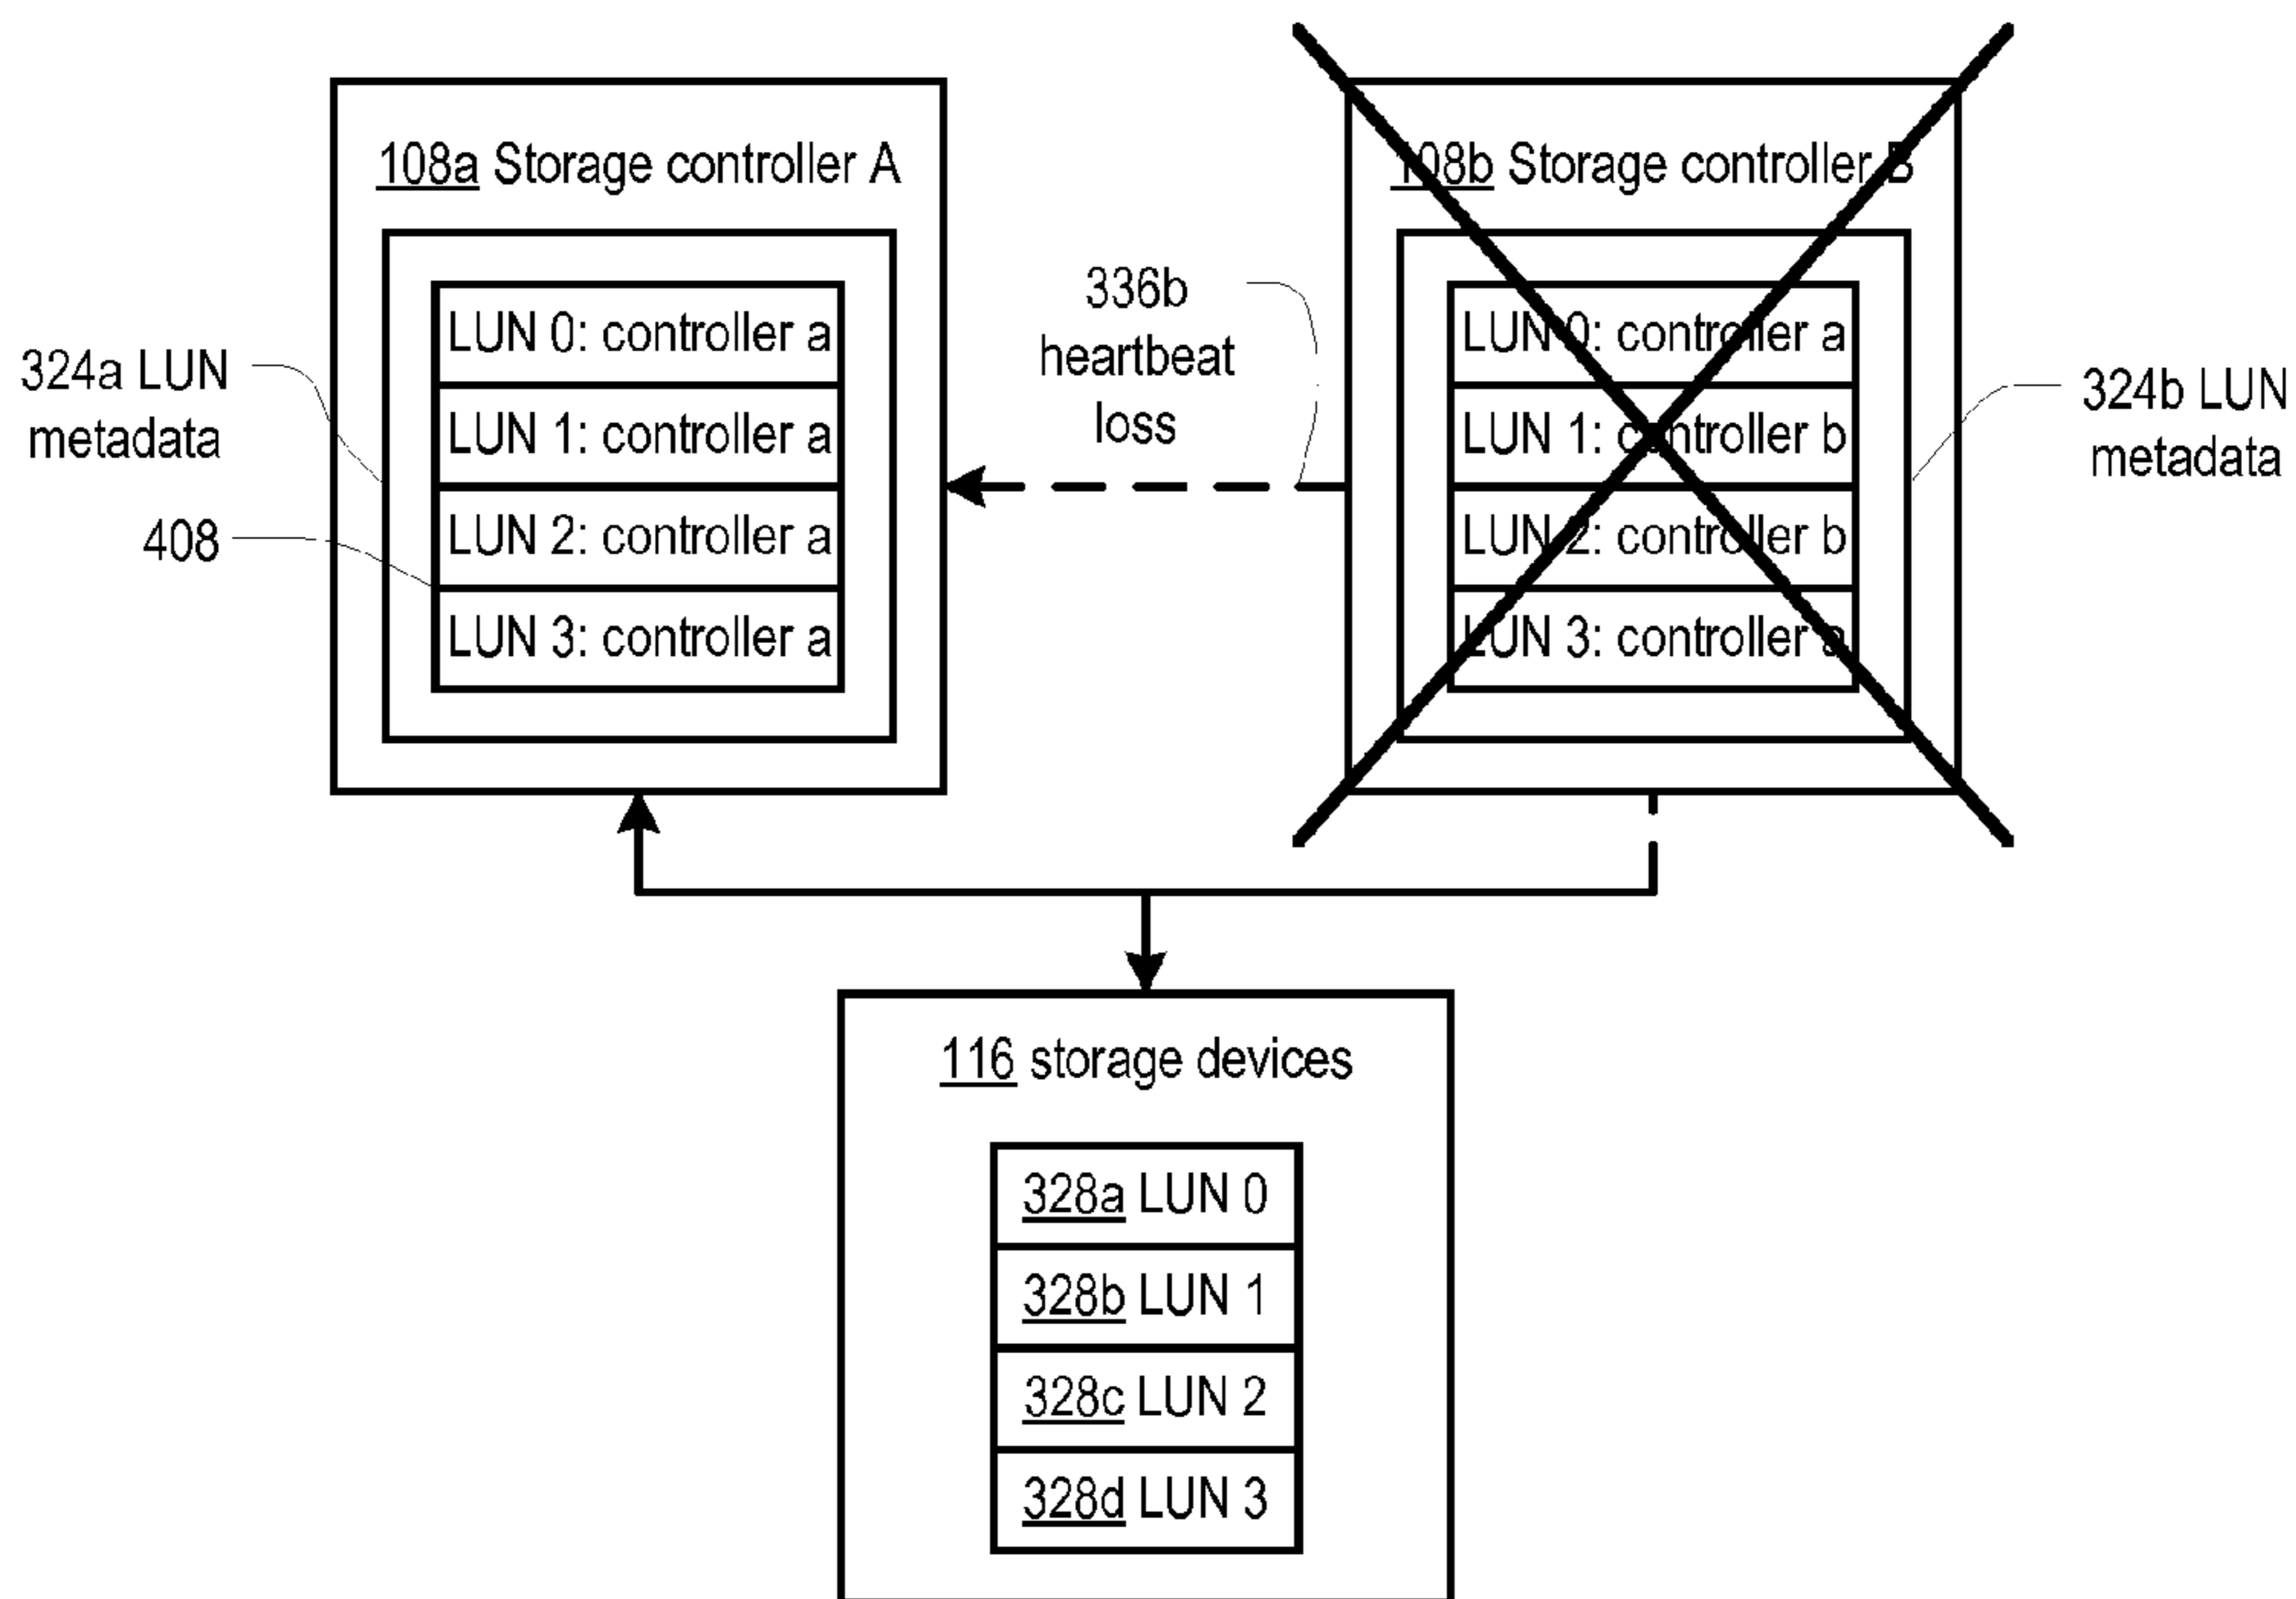 108a Storage controller A
LUN 0: controller a
LUN 1: controller a
LUN 2: controller a
LUN 3: controller a
324a LUN
metadata
408
336b
heartbeat
loss
108b Storage controller B
LUN 0: controller a
LUN 1: controller b
LUN 2: controller b
LUN 3: controller a
324b LUN
metadata
116 storage devices
328a LUN 0
328b LUN 1
328c LUN 2
328d LUN 3